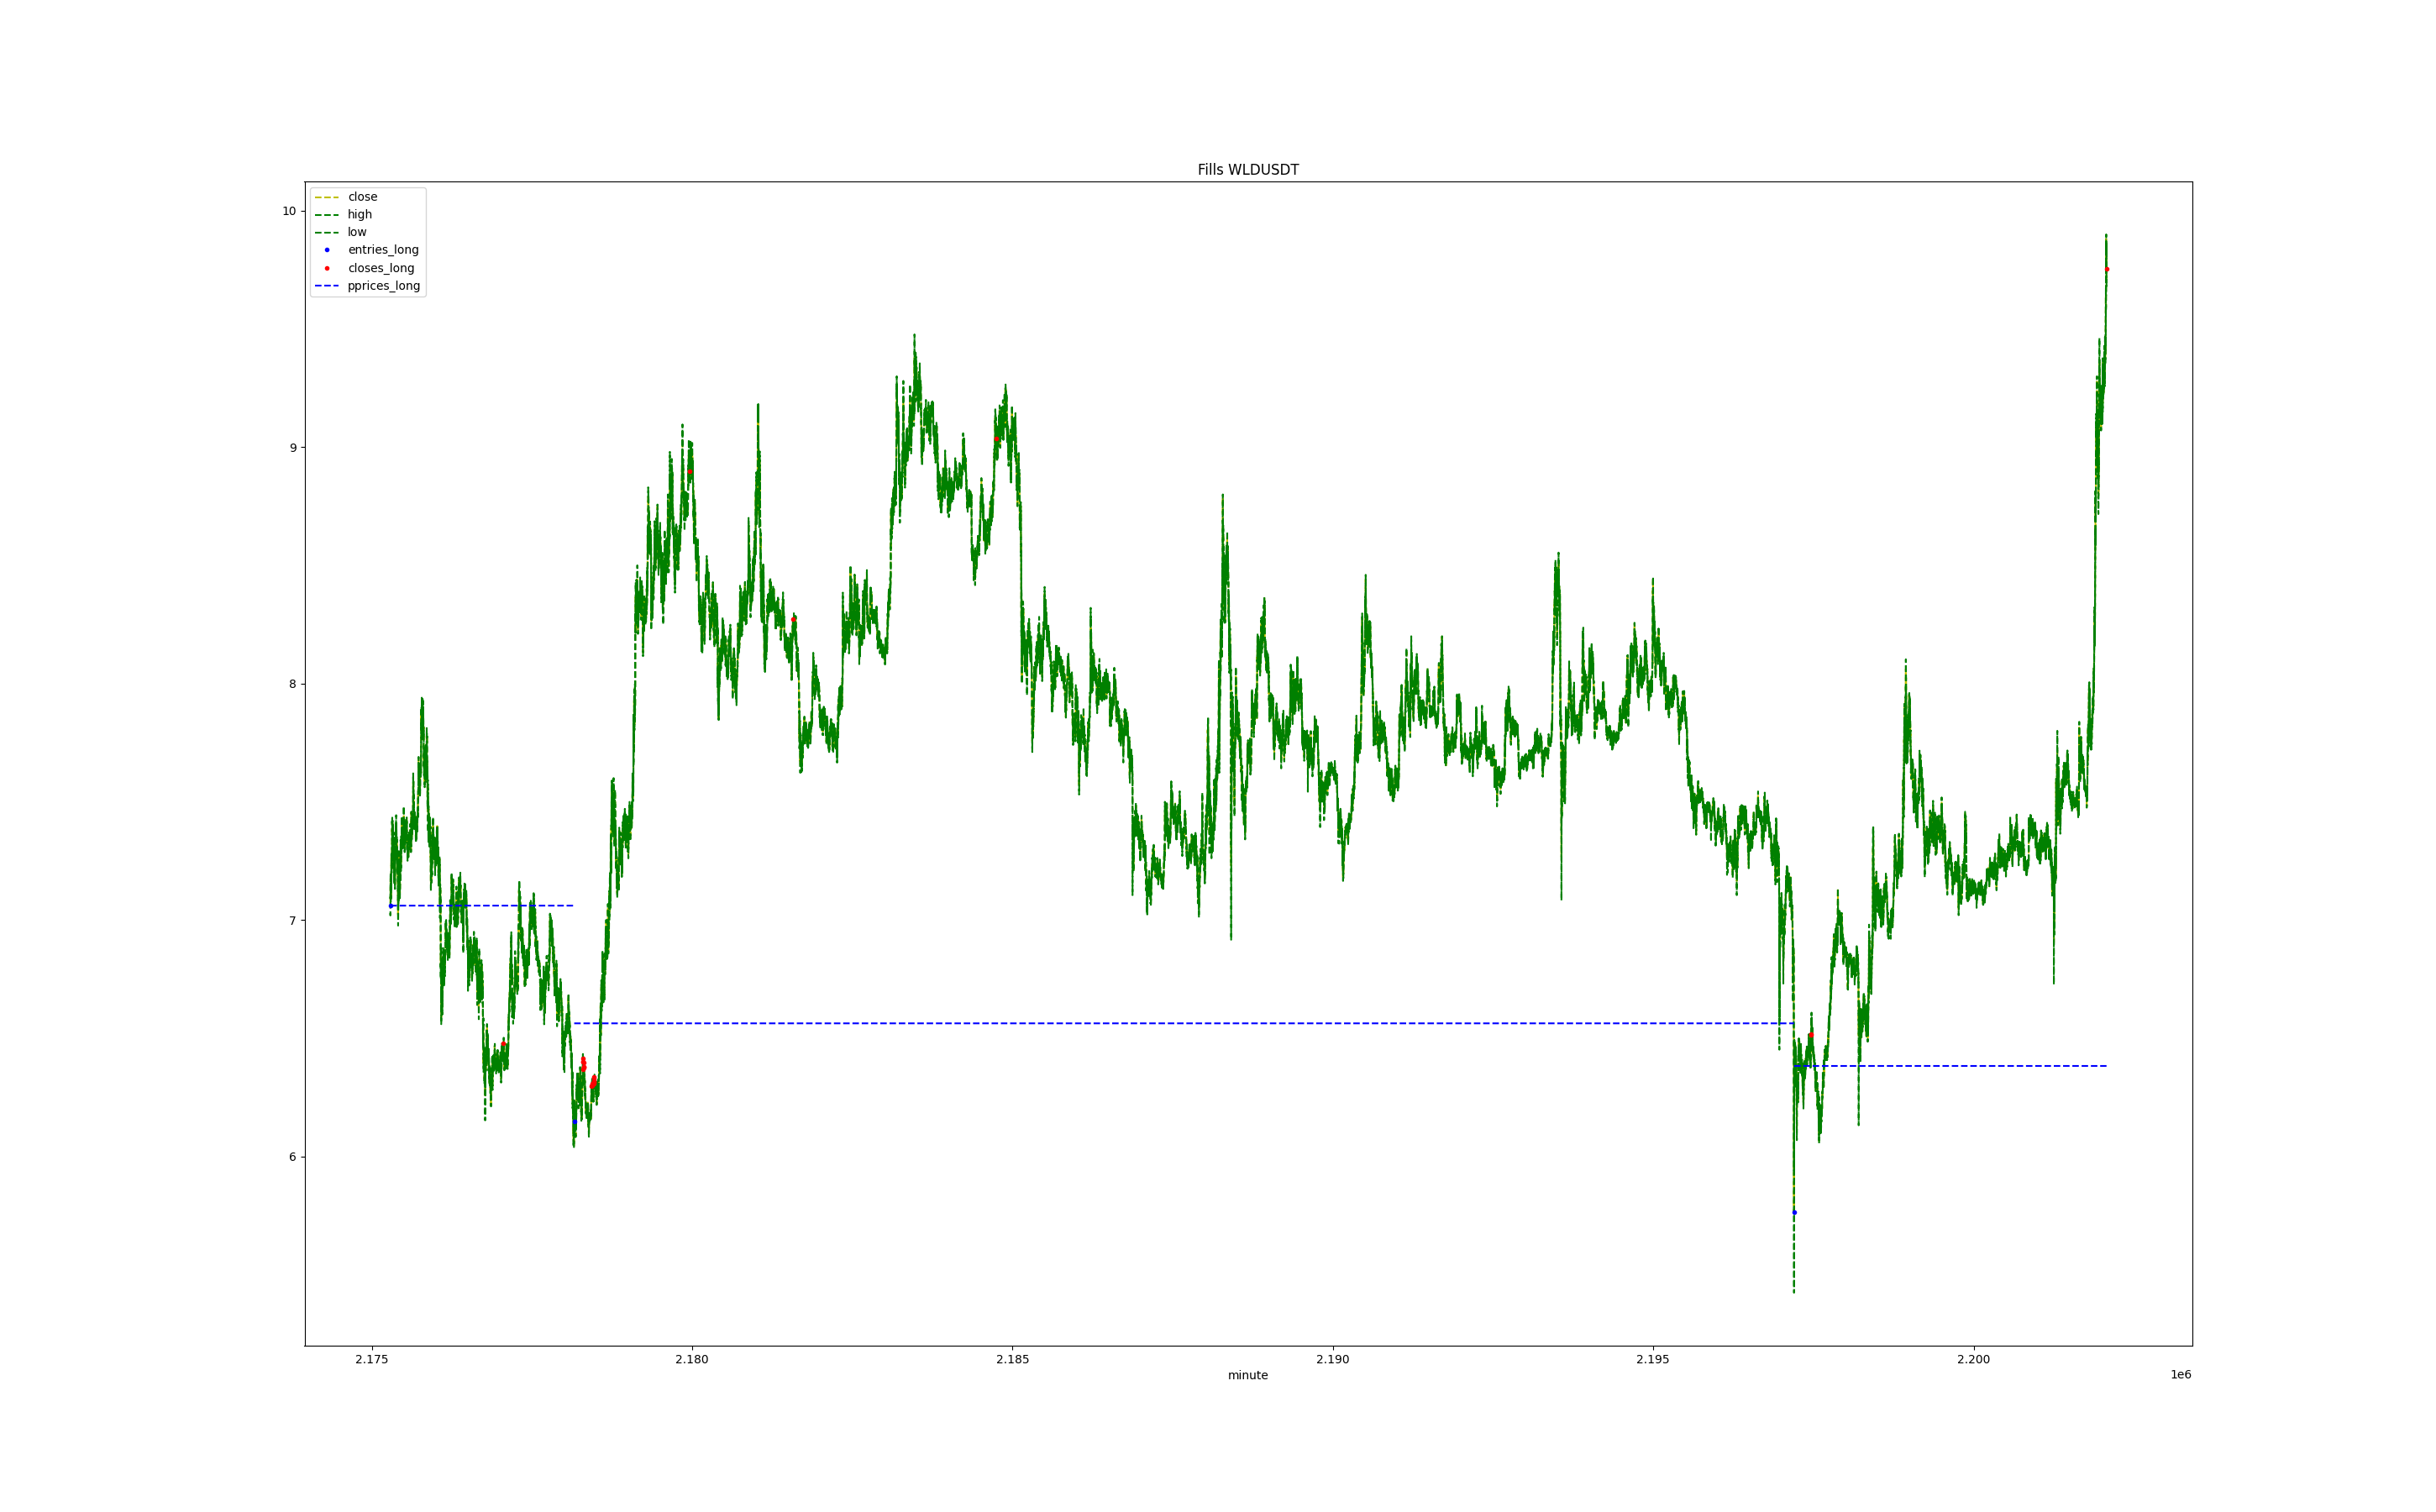 Fills WLDUSDT
close
high
low
entries_long
closes_long
pprices_long
10
9
8
7
6
2.175 2.180 2.185 2.190 2.195 2.200
minute
1e6